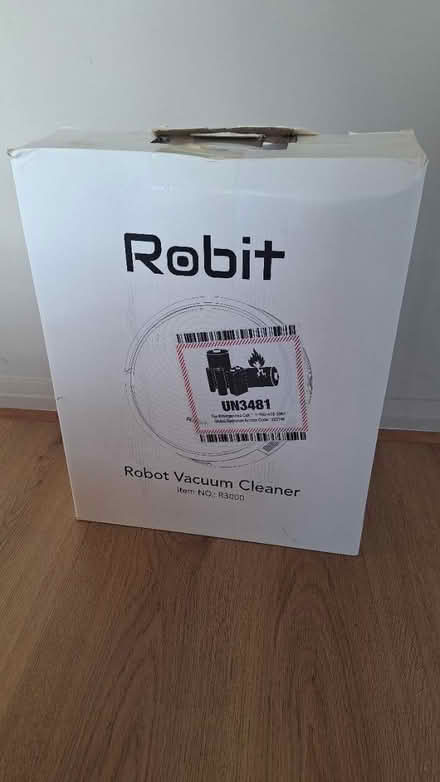 Robit
UN3481
Robot Vacuum Cleaner
Item NO.: R3000